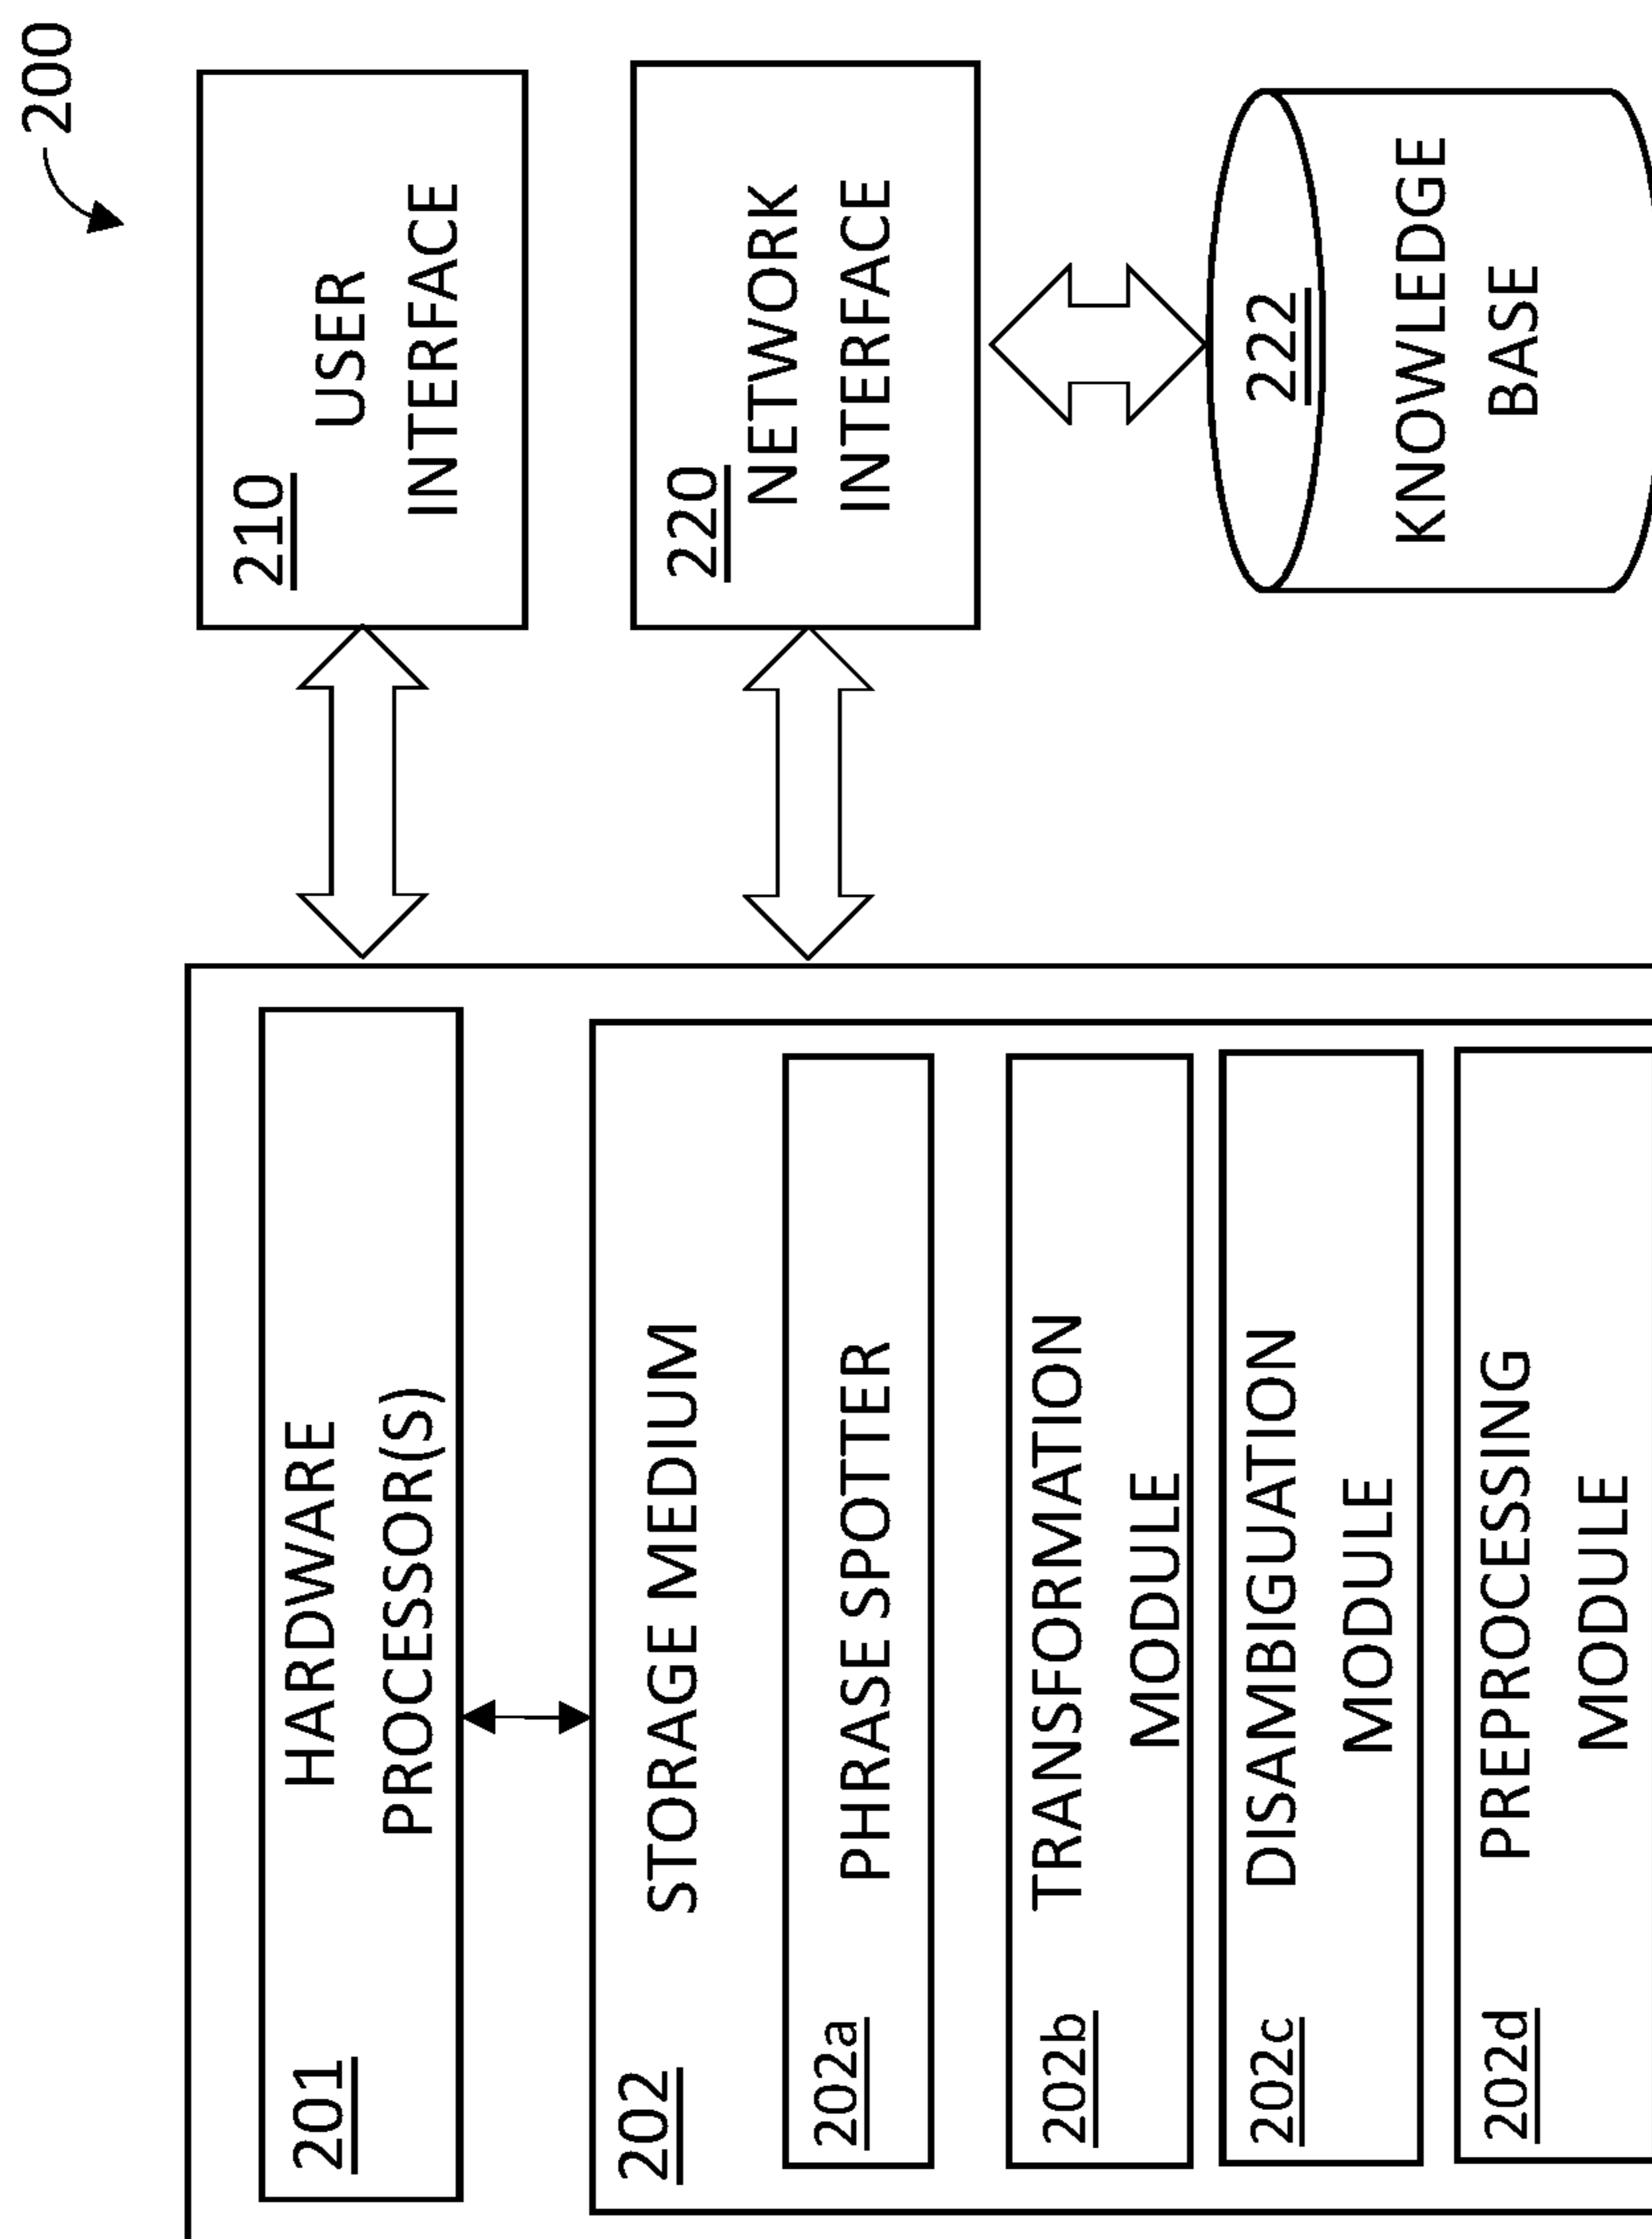 200
201
HARDWARE
PROCESSOR(S)
202
STORAGE MEDIUM
202a
PHRASE SPOTTER
202b
TRANSFORMATION
MODULE
202c
DISAMBIGUATION
MODULE
202d
PREPROCESSING
MODULE
210
USER
INTERFACE
220
NETWORK
INTERFACE
222
KNOWLEDGE
BASE